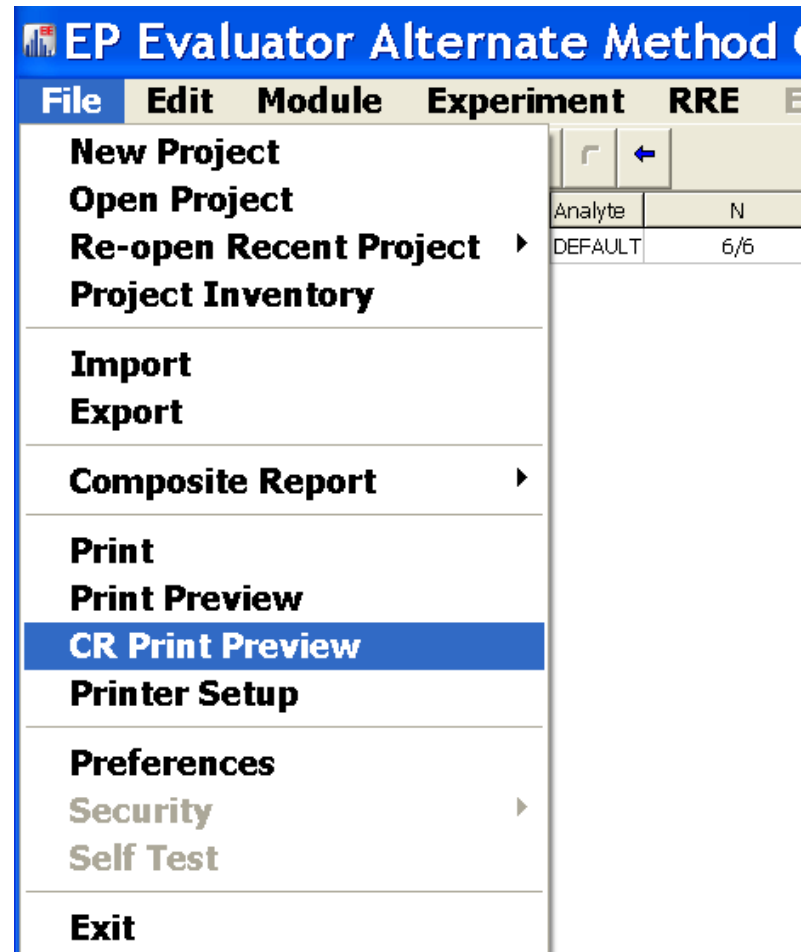 EP Evaluator Alternate Method
File Edit Module Experiment RRE
New Project
Open Project
Re-open Recent Project
Project Inventory
Import
Export
Composite Report
Print
Print Preview
CR Print Preview
Printer Setup
Preferences
Security
Self Test
Exit
Analyte N
DEFAULT 6/6